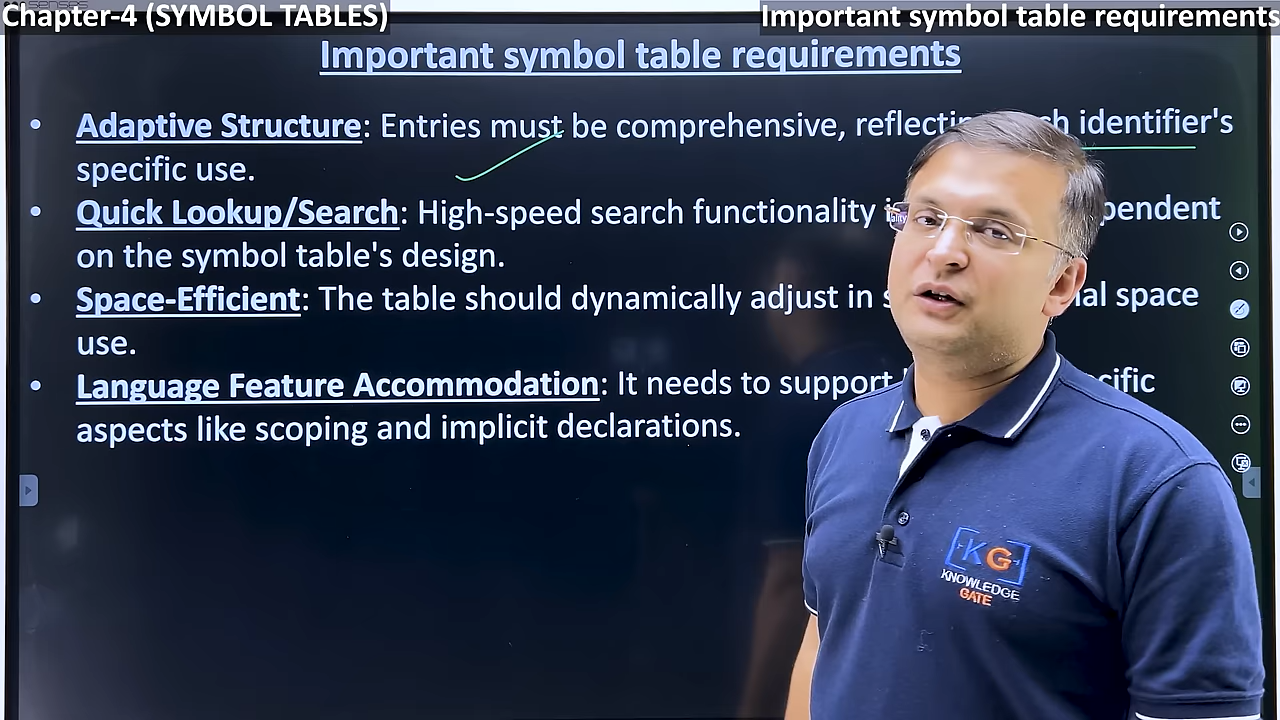 Chapter-4 (SYMBOL TABLES)
Important symbol table requirements
Important symbol table requirements
• Adaptive Structure: Entries must be comprehensive, identifier's
specific use.
• Quick Lookup/Search: High-speed search functionality
on the symbol table's design.
• Space-Efficient: The table should dynamically adjust in space
use.
• Language Feature Accommodation: It needs to support
aspects like scoping and implicit declarations.
KG
KNOWLEDGE
GATE